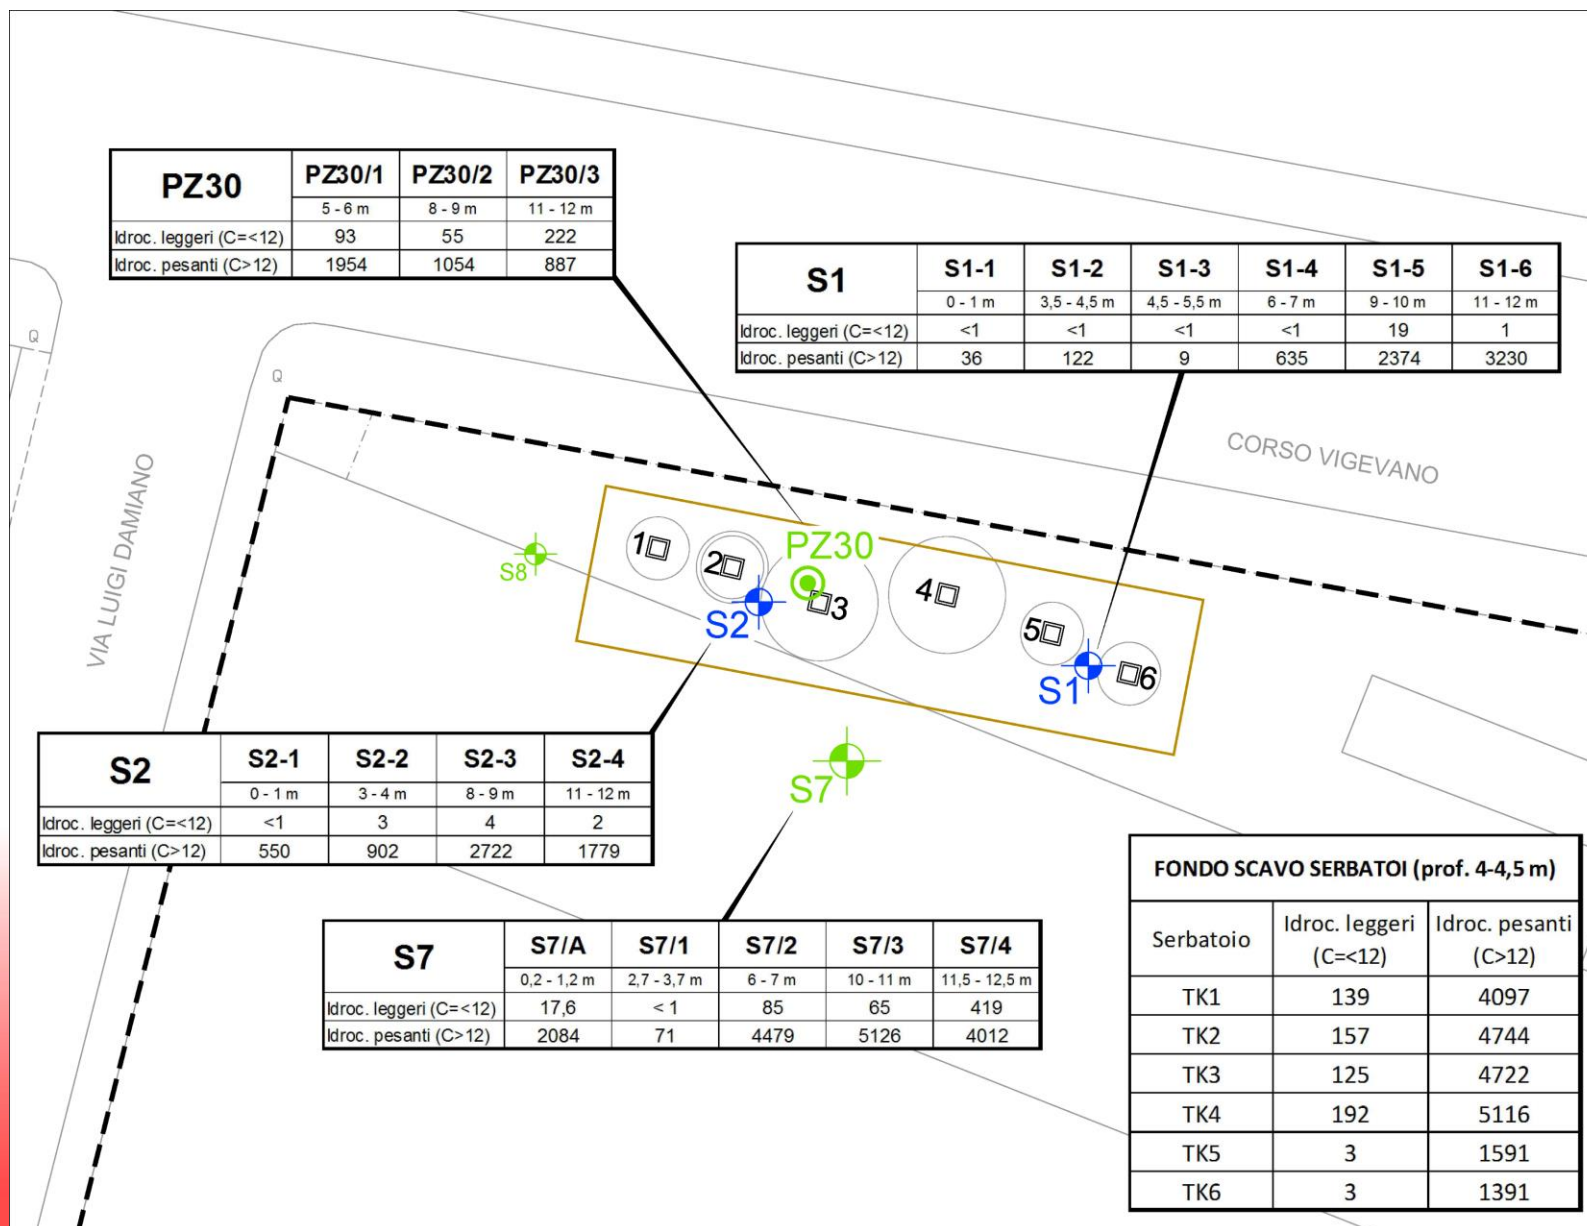 PZ30 PZ30/1 PZ30/2 PZ30/3
5 - 6 m 8 - 9 m 11 - 12 m
Idroc. leggeri (C=<12) 93 55 222
Idroc. pesanti (C>12) 1954 1054 887
S1 S1-1 S1-2 S1-3 S1-4 S1-5 S1-6
0 - 1 m 3,5 - 4,5 m 4,5 - 5,5 m 6 - 7 m 9 - 10 m 11 - 12 m
Idroc. leggeri (C=<12) <1 <1 <1 <1 19 1
Idroc. pesanti (C>12) 36 122 9 635 2374 3230
Q
Q
CORSO VIGEVANO
VIA LUIGI DAMIANO
S8
1
2
PZ30
3
4
5
6
S2
S1
S7
S2 S2-1 S2-2 S2-3 S2-4
0 - 1 m 3 - 4 m 8 - 9 m 11 - 12 m
Idroc. leggeri (C=<12) <1 3 4 2
Idroc. pesanti (C>12) 550 902 2722 1779
S7 S7/A S7/1 S7/2 S7/3 S7/4
0,2 - 1,2 m 2,7 - 3,7 m 6 - 7 m 10 - 11 m 11,5 - 12,5 m
Idroc. leggeri (C=<12) 17,6 < 1 85 65 419
Idroc. pesanti (C>12) 2084 71 4479 5126 4012
FONDO SCAVO SERBATOI (prof. 4-4,5 m)
Serbatoio Idroc. leggeri (C=<12) Idroc. pesanti (C>12)
TK1 139 4097
TK2 157 4744
TK3 125 4722
TK4 192 5116
TK5 3 1591
TK6 3 1391